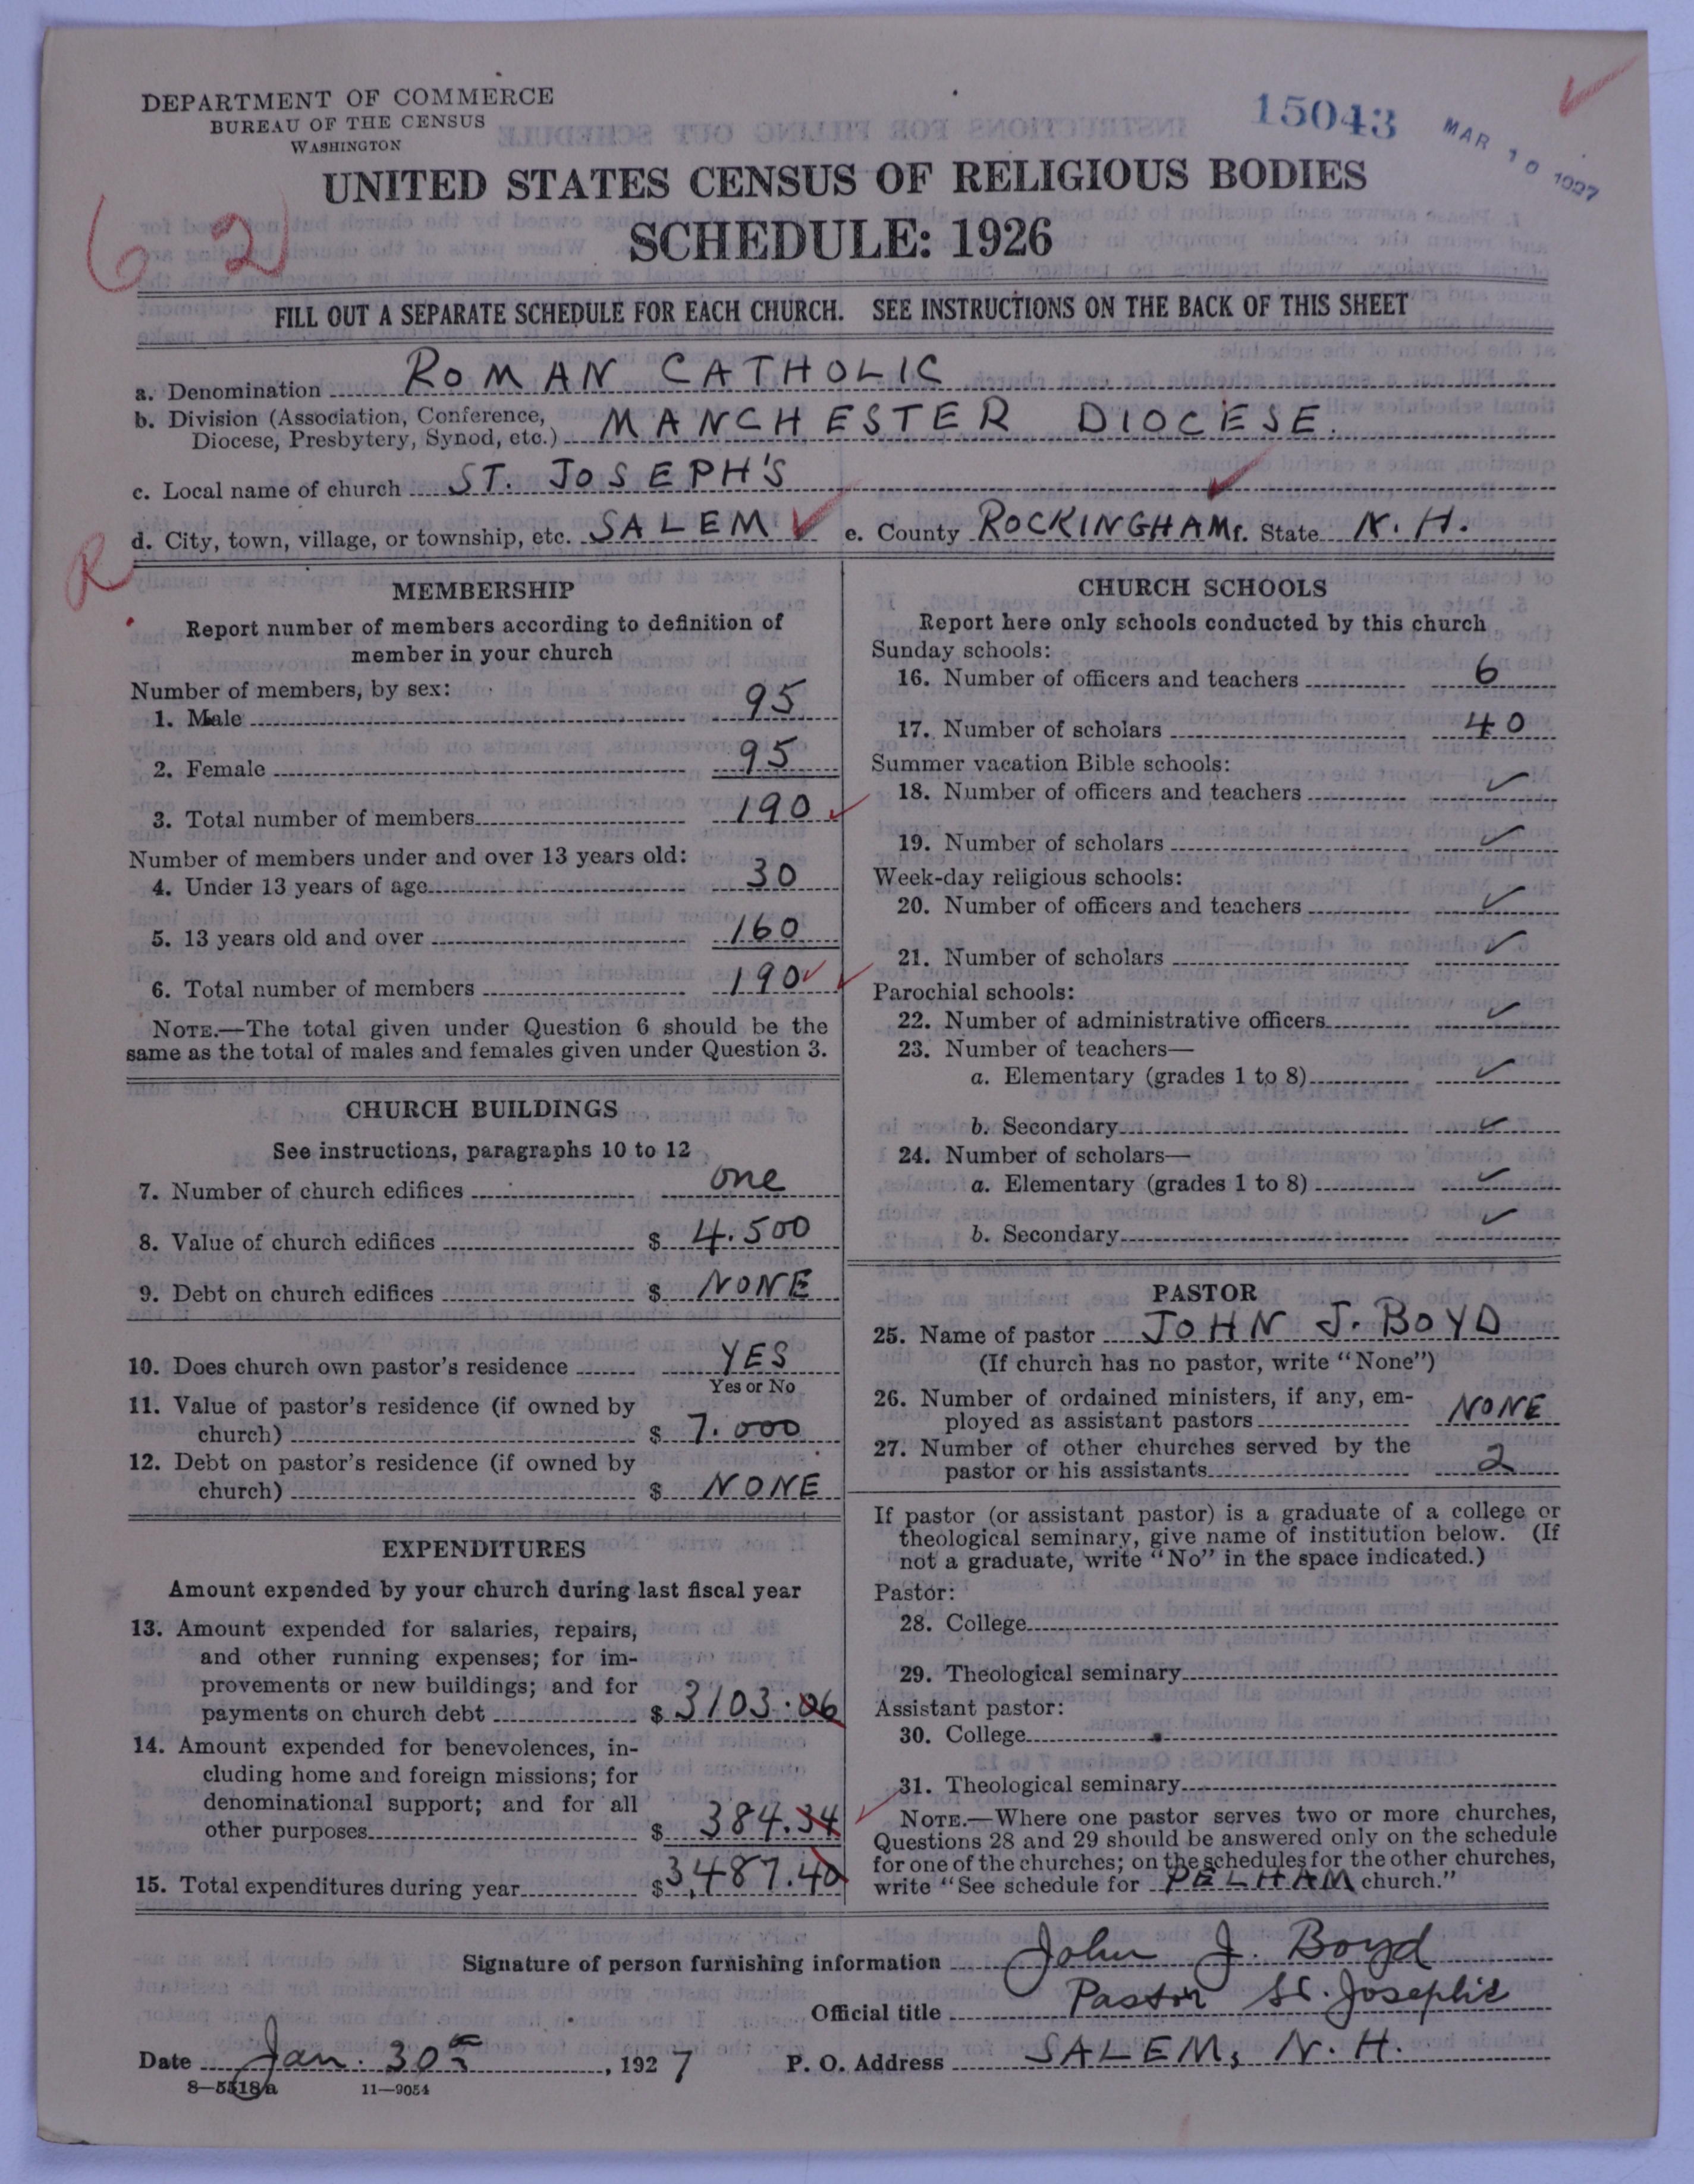 DEPARTMENT OF COMMERCE
BUREAU OF THE CENSUS
WASHINGTON
15043
MAR 10 1927
UNITED STATES CENSUS OF RELIGIOUS BODIES
SCHEDULE: 1926
62
FILL OUT A SEPARATE SCHEDULE FOR EACH CHURCH. SEE INSTRUCTIONS ON THE BACK OF THIS SHEET
a. Denomination ROMAN CATHOLIC
b. Division (Association, Conference,
Diocese, Presbytery, Synod, etc.) MANCHESTER DIOCESE.
c. Local name of church ST. JOSEPH'S
d. City, town, village, or township, etc. SALEM ✓ e. County ROCKINGHAM f. State N. H.
R
MEMBERSHIP
Report number of members according to definition of
member in your church
Number of members, by sex:
1. Male 95
2. Female 95
3. Total number of members 190
Number of members under and over 13 years old:
4. Under 13 years of age 30
5. 13 years old and over 160
6. Total number of members 190 ✓
NOTE.—The total given under Question 6 should be the
same as the total of males and females given under Question 3.
CHURCH BUILDINGS
See instructions, paragraphs 10 to 12
7. Number of church edifices one
8. Value of church edifices $ 4.500
9. Debt on church edifices $ NONE
10. Does church own pastor's residence YES
Yes or No
11. Value of pastor's residence (if owned by
church) $ 7.000
12. Debt on pastor's residence (if owned by
church) $ NONE
EXPENDITURES
Amount expended by your church during last fiscal year
13. Amount expended for salaries, repairs,
and other running expenses; for im-
provements or new buildings; and for
payments on church debt $ 3103.06
14. Amount expended for benevolences, in-
cluding home and foreign missions; for
denominational support; and for all
other purposes $ 384.34
15. Total expenditures during year $ 3,487.40
CHURCH SCHOOLS
Report here only schools conducted by this church
Sunday schools:
16. Number of officers and teachers 6
17. Number of scholars 40
Summer vacation Bible schools:
18. Number of officers and teachers ✓
19. Number of scholars ✓
Week-day religious schools:
20. Number of officers and teachers ✓
21. Number of scholars ✓
Parochial schools:
22. Number of administrative officers ✓
23. Number of teachers—
a. Elementary (grades 1 to 8) ✓
b. Secondary ✓
24. Number of scholars—
a. Elementary (grades 1 to 8) ✓
b. Secondary ✓
PASTOR
25. Name of pastor JOHN J. BOYD
(If church has no pastor, write "None")
26. Number of ordained ministers, if any, em-
ployed as assistant pastors NONE
27. Number of other churches served by the
pastor or his assistants 2
If pastor (or assistant pastor) is a graduate of a college or
theological seminary, give name of institution below. (If
not a graduate, write "No" in the space indicated.)
Pastor:
28. College
29. Theological seminary
Assistant pastor:
30. College
31. Theological seminary
NOTE.—Where one pastor serves two or more churches,
Questions 28 and 29 should be answered only on the schedule
for one of the churches; on the schedules for the other churches,
write "See schedule for PELHAM church."
Signature of person furnishing information John J. Boyd
Official title Pastor St. Joseph's
Date Jan. 30th, 1927 P. O. Address SALEM, N. H.
8—5518a 11—9054